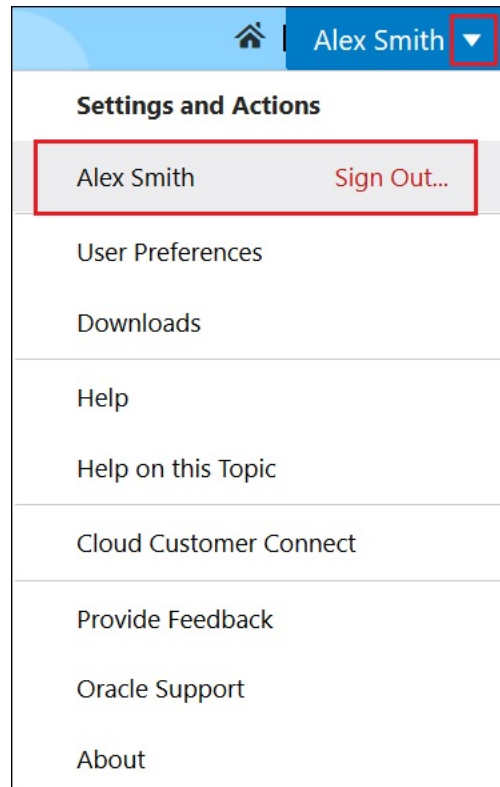 Alex Smith
Settings and Actions
Alex Smith Sign Out...
User Preferences
Downloads
Help
Help on this Topic
Cloud Customer Connect
Provide Feedback
Oracle Support
About